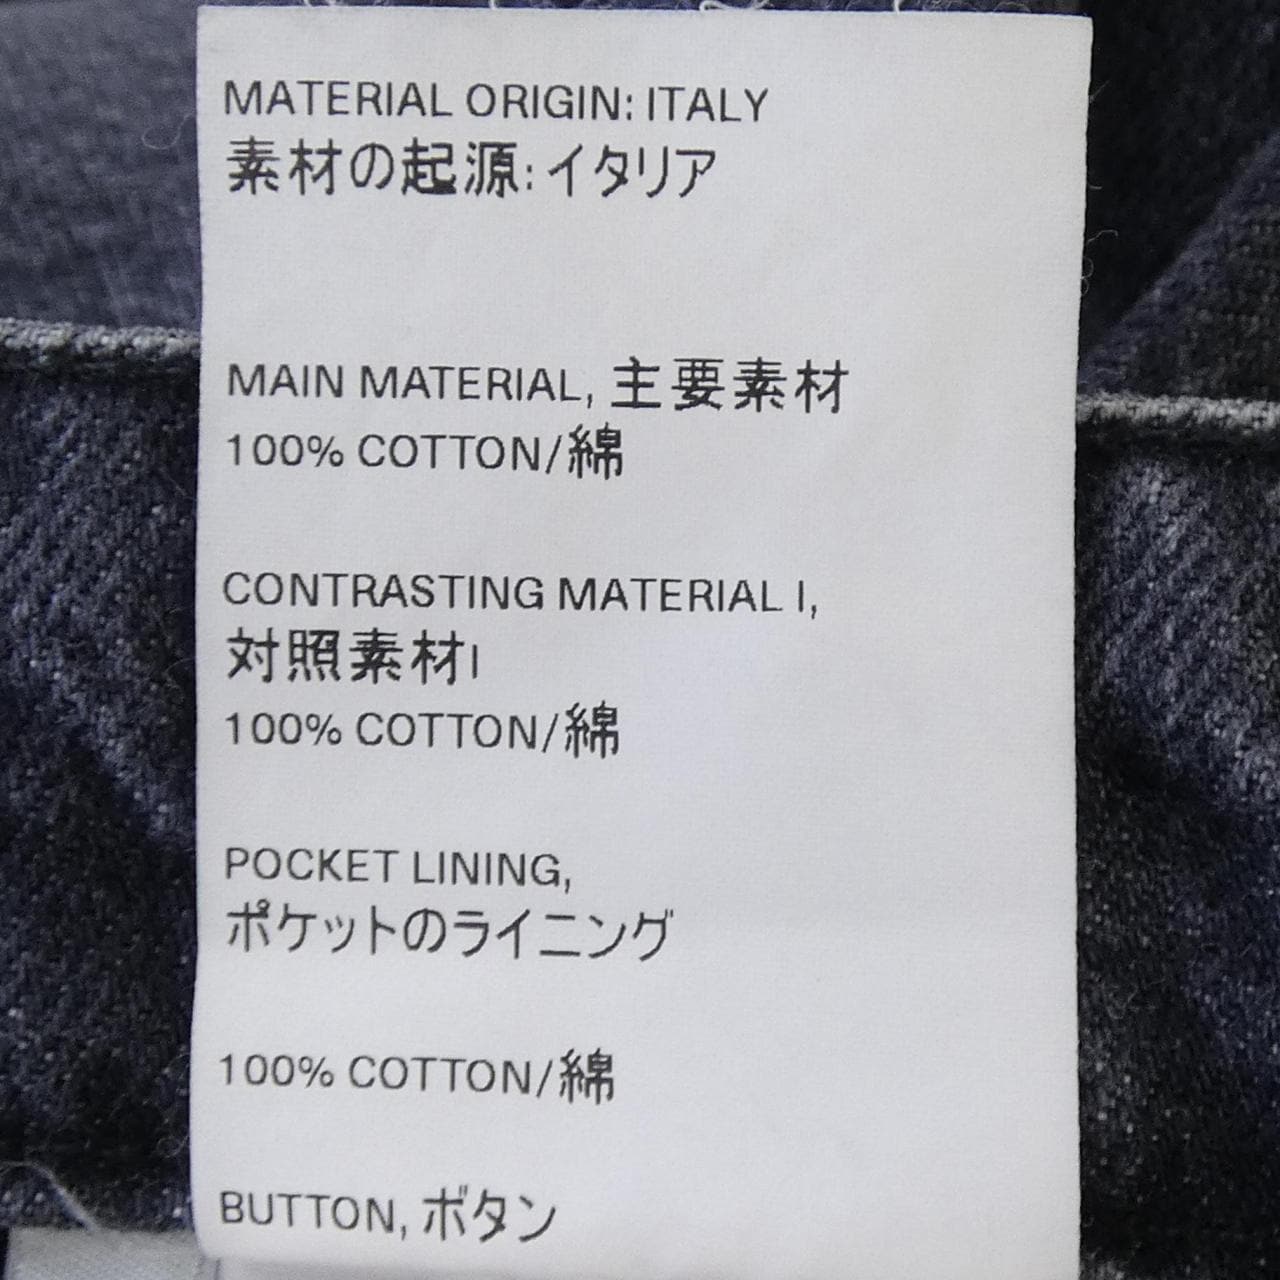 MATERIAL ORIGIN: ITALY
素材の起源: イタリア
MAIN MATERIAL, 主要素材
100% COTTON/綿
CONTRASTING MATERIAL I,
対照素材I
100% COTTON/綿
POCKET LINING,
ポケットのライニング
100% COTTON/綿
BUTTON, ボタン